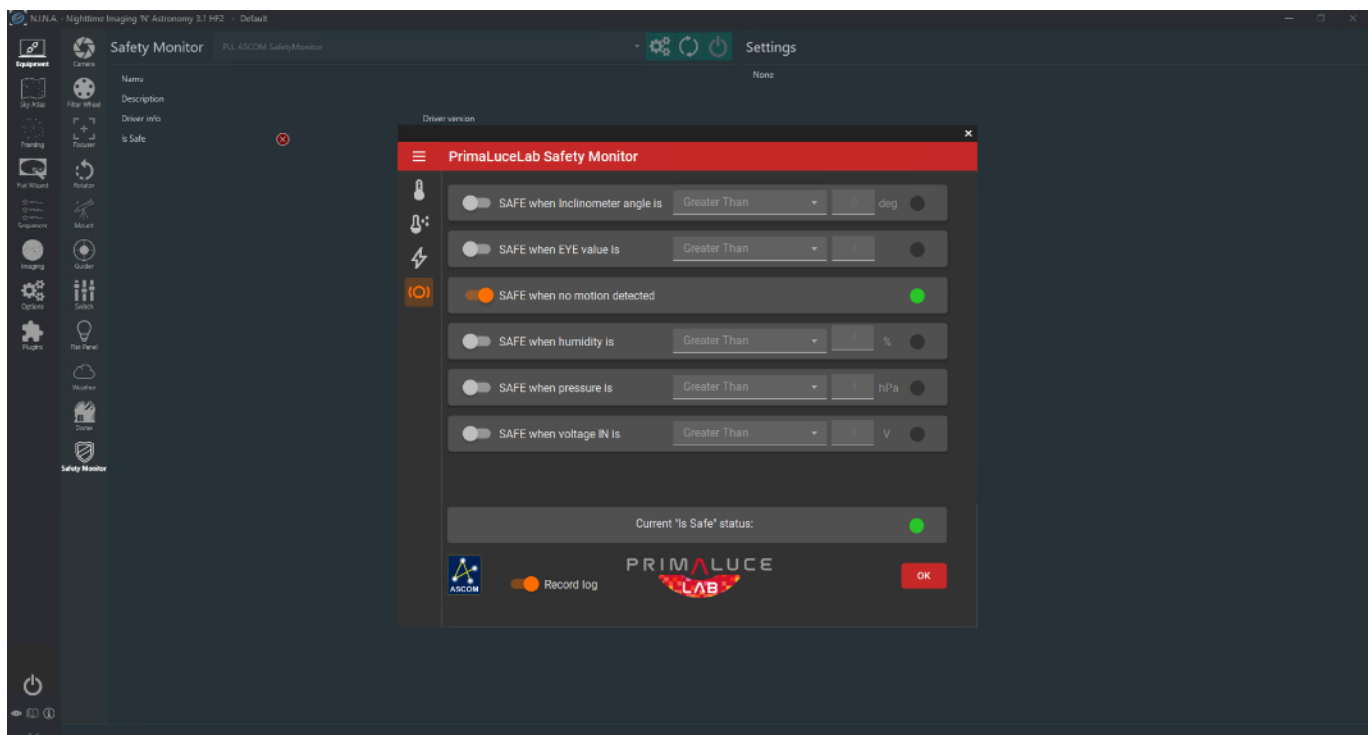 N.I.N.A. - Nighttime Imaging 'N' Astronomy 3.1 HF2 - Default
Equipment
Sky Atlas
Framing
Flat Wizard
Sequencer
Imaging
Options
Plugins
Camera
Filter Wheel
Focuser
Rotator
Mount
Guider
Switch
Flat Panel
Weather
Dome
Safety Monitor
Safety Monitor
PLL ASCOM SafetyMonitor
Settings
Name
None
Description
Driver info
Driver version
Is Safe
PrimaLuceLab Safety Monitor
SAFE when Inclinometer angle is Greater Than deg
SAFE when EYE value is Greater Than
SAFE when no motion detected
SAFE when humidity is Greater Than %
SAFE when pressure is Greater Than hPa
SAFE when voltage IN is Greater Than V
Current "Is Safe" status:
ASCOM
Record log
PRIMALUCE
LAB
OK